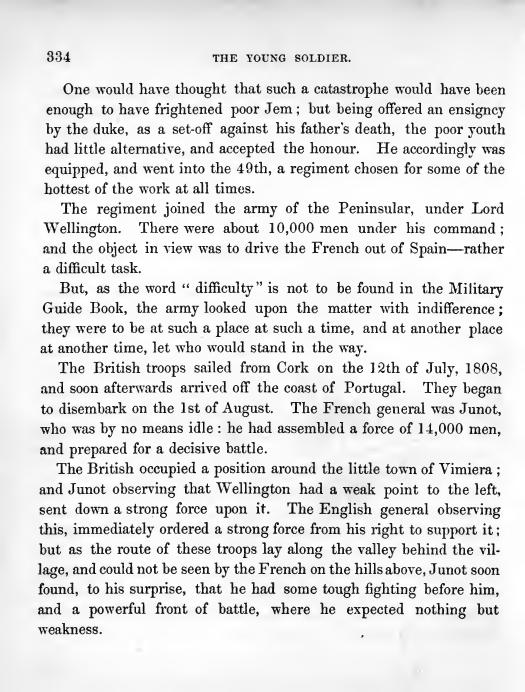 334 THE YOUNG SOLDIER.
One would have thought that such a catastrophe would have been
enough to have frightened poor Jem ; but being offered an ensigncy
by the duke, as a set-off against his father's death, the poor youth
had little alternative, and accepted the honour. He accordingly was
equipped, and went into the 49th, a regiment chosen for some of the
hottest of the work at all times.
The regiment joined the army of the Peninsular, under Lord
Wellington. There were about 10,000 men under his command ;
and the object in view was to drive the French out of Spain—rather
a difficult task.
But, as the word " difficulty" is not to be found in the Military
Guide Book, the army looked upon the matter with indifference ;
they were to be at such a place at such a time, and at another place
at another time, let who would stand in the way.
The British troops sailed from Cork on the 12th of July, 1808,
and soon afterwards arrived off the coast of Portugal. They began
to disembark on the 1st of August. The French general was Junot,
who was by no means idle : he had assembled a force of 14,000 men,
and prepared for a decisive battle.
The British occupied a position around the little town of Vimiera ;
and Junot observing that Wellington had a weak point to the left,
sent down a strong force upon it. The English general observing
this, immediately ordered a strong force from his right to support it ;
but as the route of these troops lay along the valley behind the vil-
lage, and could not be seen by the French on the hills above, Junot soon
found, to his surprise, that he had some tough fighting before him,
and a powerful front of battle, where he expected nothing but
weakness.